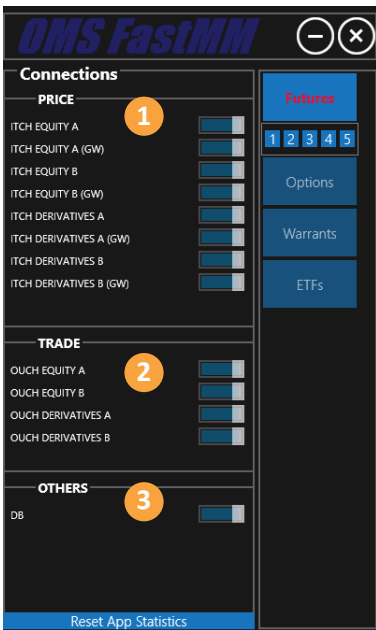 OMS FastMM
Connections
PRICE
1
ITCH EQUITY A
ITCH EQUITY A (GW)
ITCH EQUITY B
ITCH EQUITY B (GW)
ITCH DERIVATIVES A
ITCH DERIVATIVES A (GW)
ITCH DERIVATIVES B
ITCH DERIVATIVES B (GW)
TRADE
2
OUCH EQUITY A
OUCH EQUITY B
OUCH DERIVATIVES A
OUCH DERIVATIVES B
OTHERS
3
DB
Reset App Statistics
Futures
1 2 3 4 5
Options
Warrants
ETFs